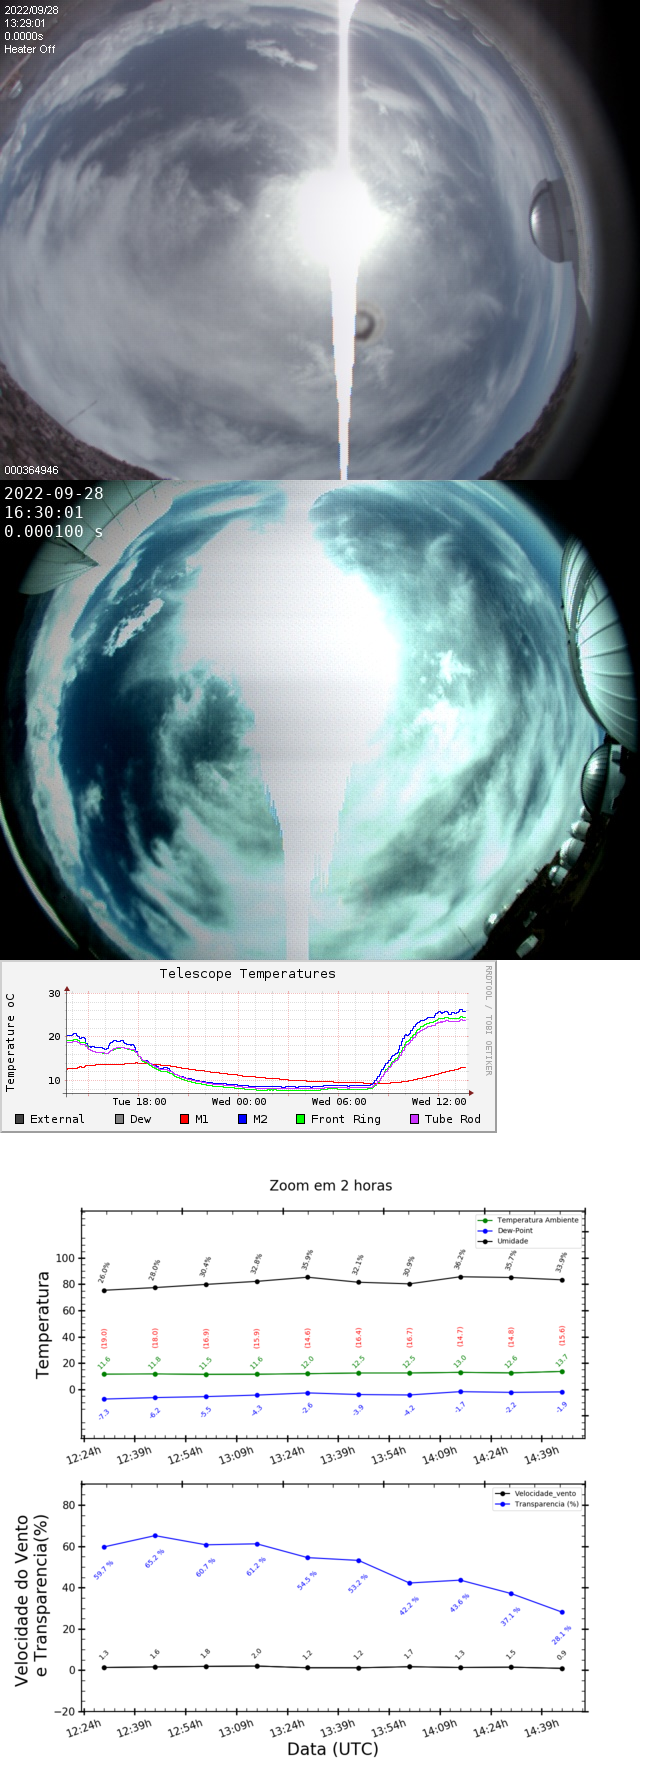 2022/09/28
13:29:01
0.0000s
Heater Off
000364946
2022-09-28
16:30:01
0.000100 s
Telescope Temperatures
RRDTOOL / TOBI OETIKER
Temperature oC
30
20
10
Tue 18:00 Wed 00:00 Wed 06:00 Wed 12:00
External Dew M1 M2 Front Ring Tube Rod
Zoom em 2 horas
Temperatura
Temperatura Ambiente
Dew-Point
Umidade
100
80
60
40
20
0
26.0% 28.0% 30.4% 32.8% 35.9% 32.1% 30.9% 36.2% 35.7% 33.9%
(19.0) (18.0) (16.9) (15.9) (14.6) (16.4) (16.7) (14.7) (14.8) (15.6)
11.6 11.8 11.5 11.6 12.0 12.5 12.5 13.0 12.6 13.7
-7.3 -6.2 -5.5 -4.3 -2.6 -3.9 -4.2 -1.7 -2.2 -1.9
12:24h 12:39h 12:54h 13:09h 13:24h 13:39h 13:54h 14:09h 14:24h 14:39h
Velocidade do Vento
e Transparencia(%)
Velocidade_vento
Transparencia (%)
80
60
40
20
0
−20
59.7 % 65.2 % 60.7 % 61.2 % 54.5 % 53.2 % 42.2 % 43.6 % 37.1 % 28.1 %
1.3 1.6 1.8 2.0 1.2 1.2 1.7 1.3 1.5 0.9
12:24h 12:39h 12:54h 13:09h 13:24h 13:39h 13:54h 14:09h 14:24h 14:39h
Data (UTC)